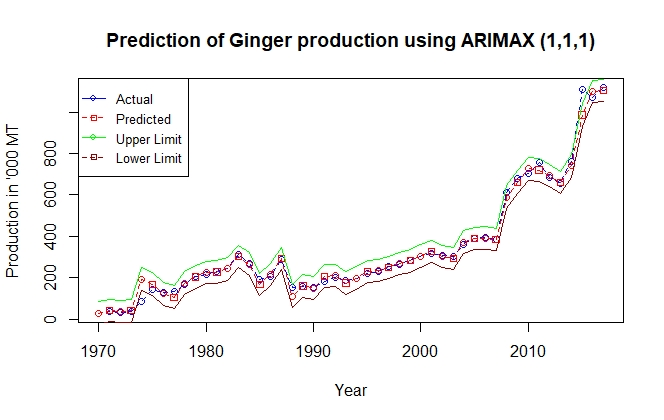 Prediction of Ginger production using ARIMAX (1,1,1)
Actual
Predicted
Upper Limit
Lower Limit
Production in '000 MT
800
600
400
200
0
1970 1980 1990 2000 2010
Year